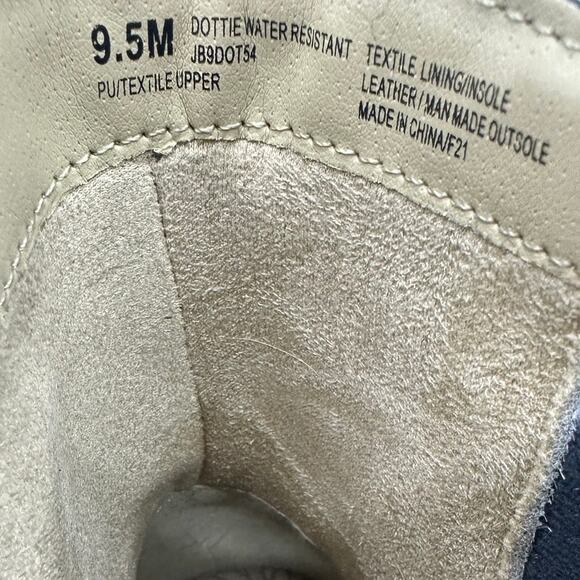 9.5M
DOTTIE WATER RESISTANT
JB9DOT54
PU/TEXTILE UPPER
TEXTILE LINING/INSOLE
LEATHER/MAN MADE OUTSOLE
MADE IN CHINA/F21